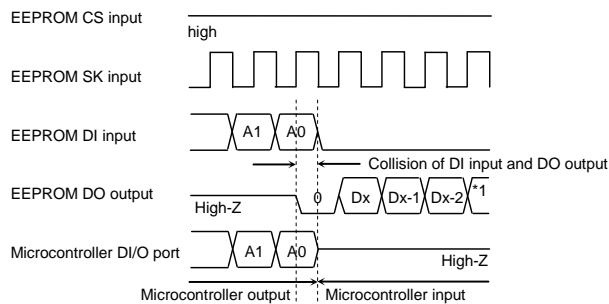 EEPROM CS input
high
EEPROM SK input
EEPROM DI input
A1 A0
Collision of DI input and DO output
EEPROM DO output
High-Z
0 Dx Dx-1 Dx-2 *1
Microcontroller DI/O port
A1 A0
High-Z
Microcontroller output Microcontroller input